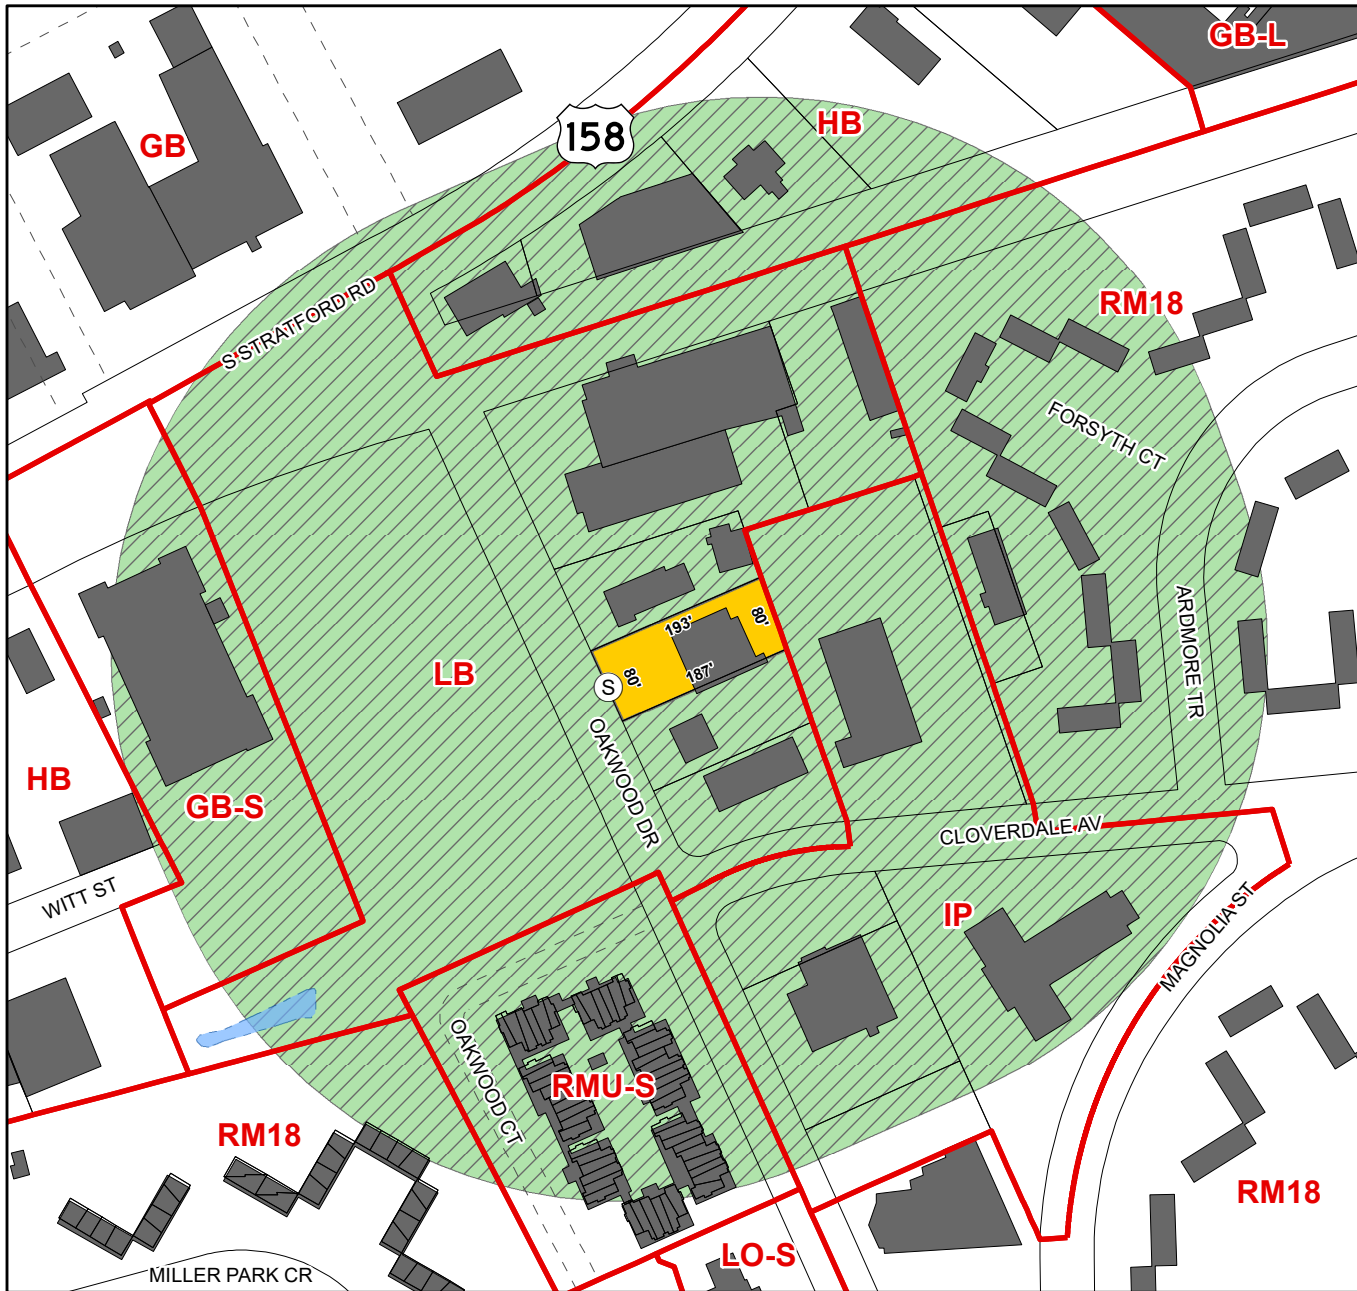 GB-L
158
HB
GB
S STRATFORD RD
RM18
FORSYTH CT
ARDMORE TR
193'
80'
187'
80'
S
LB
OAKWOOD DR
HB
GB-S
CLOVERDALE AV
WITT ST
IP
MAGNOLIA ST
OAKWOOD CT
RMU-S
RM18
RM18
LO-S
MILLER PARK CR